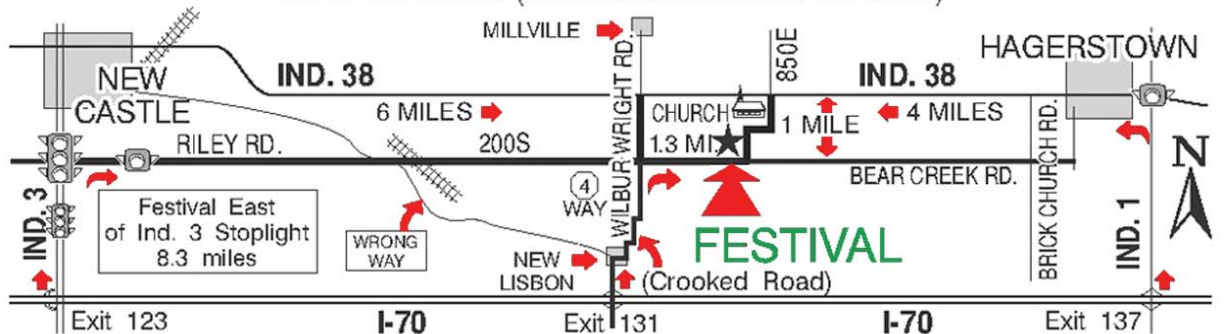 MILLVILLE
WILBUR WRIGHT RD.
850E
HAGERSTOWN
NEW
CASTLE
IND. 38
IND. 38
6 MILES
CHURCH
1 MILE
4 MILES
RILEY RD.
200S
1.3 MI.
BEAR CREEK RD.
BRICK CHURCH RD.
N
IND. 3
Festival East
of Ind. 3 Stoplight
8.3 miles
WRONG
WAY
4
WAY
FESTIVAL
IND. 1
NEW
LISBON
(Crooked Road)
Exit 123
I-70
Exit 131
I-70
Exit 137